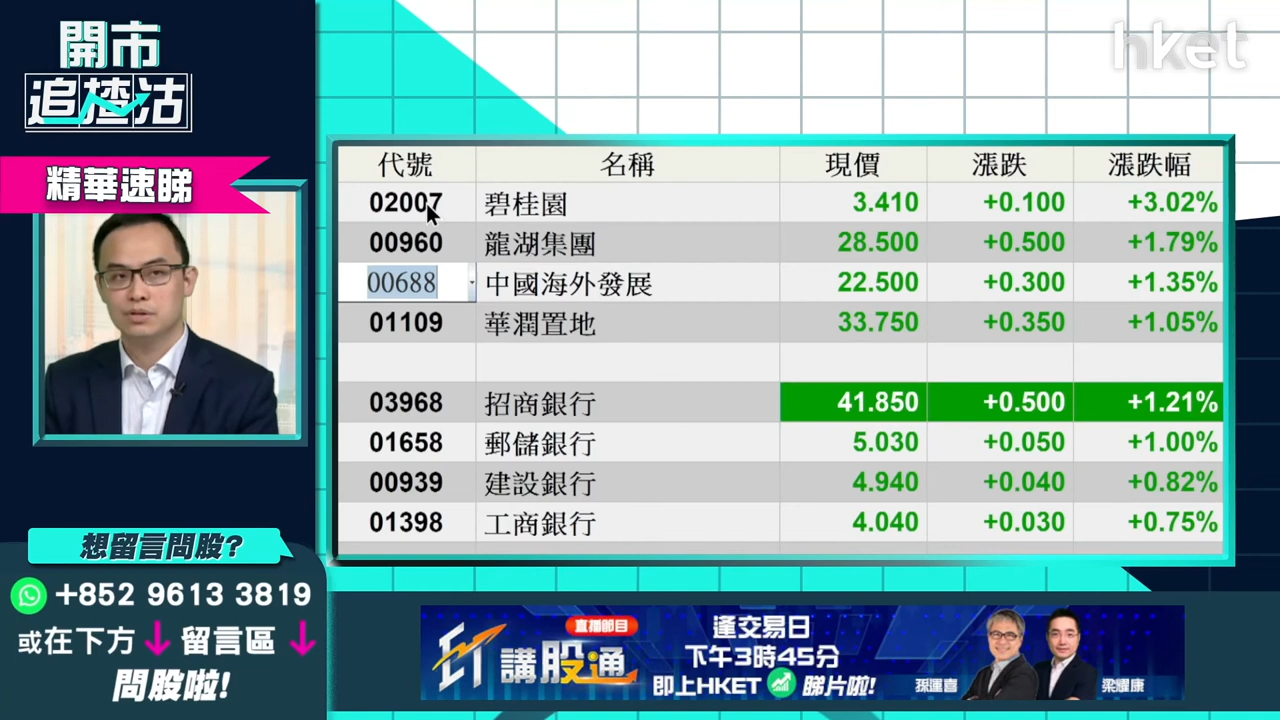 開市
追揸沽
hket
精華速睇
代號 名稱 現價 漲跌 漲跌幅
02007 碧桂園 3.410 +0.100 +3.02%
00960 龍湖集團 28.500 +0.500 +1.79%
00688 中國海外發展 22.500 +0.300 +1.35%
01109 華潤置地 33.750 +0.350 +1.05%
03968 招商銀行 41.850 +0.500 +1.21%
01658 郵儲銀行 5.030 +0.050 +1.00%
00939 建設銀行 4.940 +0.040 +0.82%
01398 工商銀行 4.040 +0.030 +0.75%
想留言問股?
+852 9613 3819
或在下方 留言區
問股啦!
ET 講股通
直播節目
逢交易日
下午3時45分
即上HKET 睇片啦!
孫運喜
梁耀康